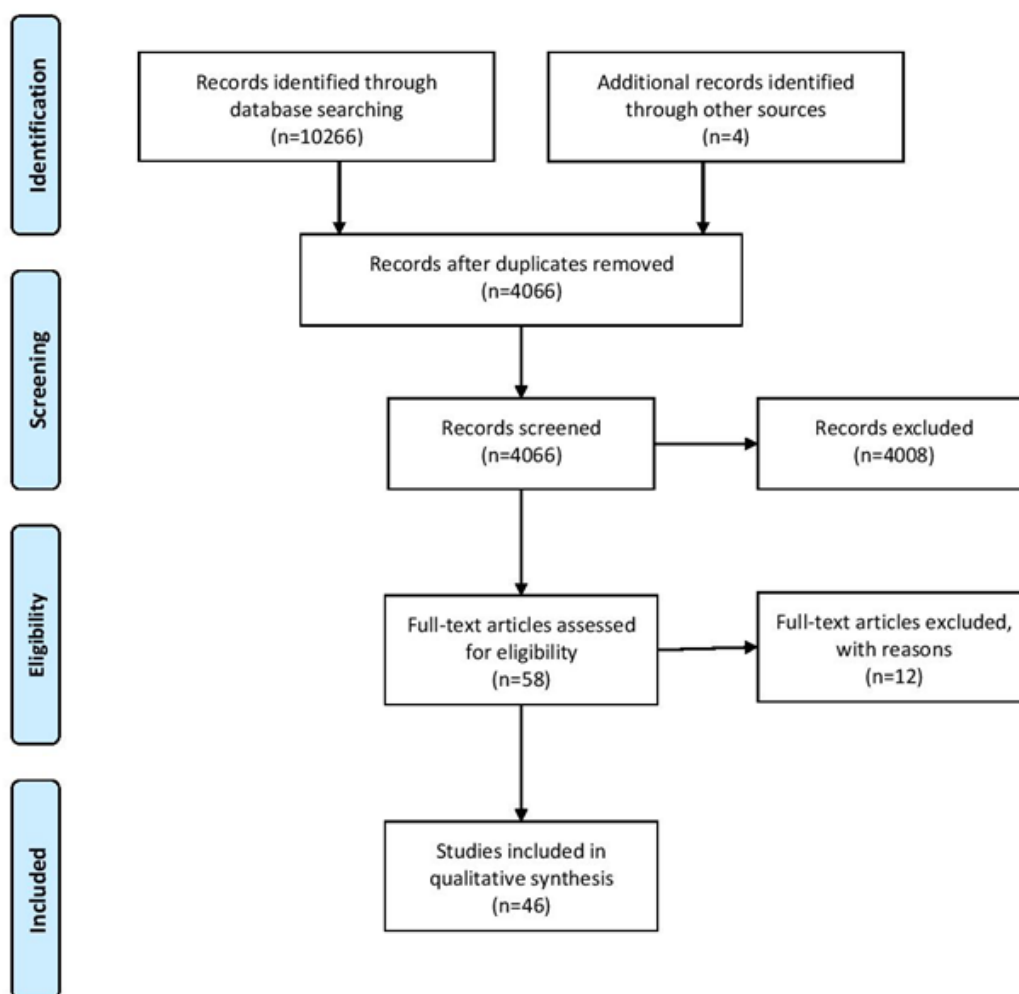 Identification
Records identified through
database searching
(n=10266)
Additional records identified
through other sources
(n=4)
Records after duplicates removed
(n=4066)
Screening
Records screened
(n=4066)
Records excluded
(n=4008)
Eligibility
Full-text articles assessed
for eligibility
(n=58)
Full-text articles excluded,
with reasons
(n=12)
Included
Studies included in
qualitative synthesis
(n=46)